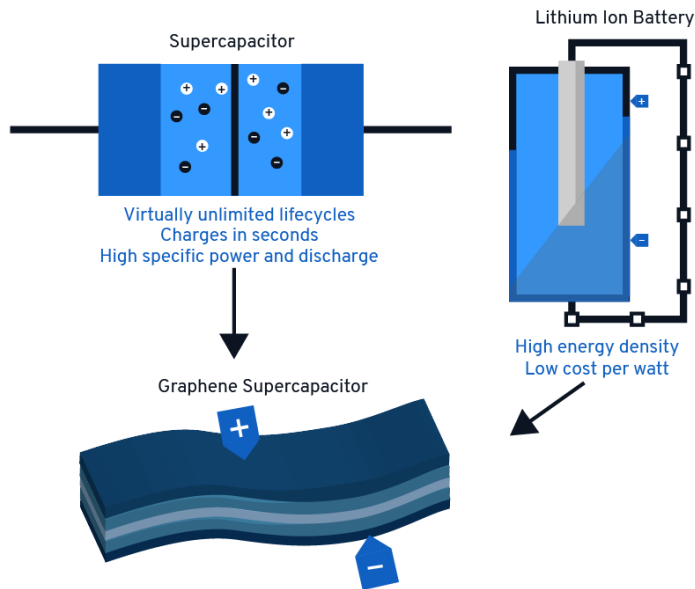 Supercapacitor
Virtually unlimited lifecycles
Charges in seconds
High specific power and discharge
Lithium Ion Battery
High energy density
Low cost per watt
Graphene Supercapacitor